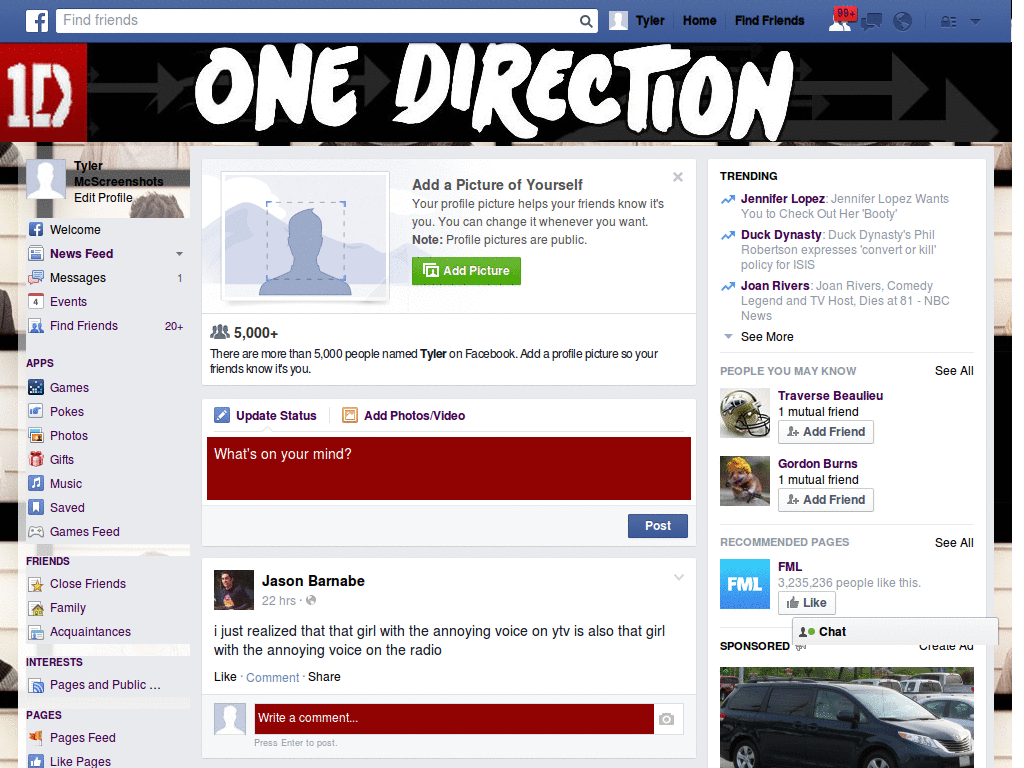 Find friends
Tyler
Home
Find Friends
99+
1D
ONE DIRECTION
Tyler
McScreenshots
Edit Profile
Welcome
News Feed
Messages 1
4 Events
Find Friends 20+
APPS
Games
Pokes
Photos
Gifts
Music
Saved
Games Feed
FRIENDS
Close Friends
Family
Acquaintances
INTERESTS
Pages and Public ...
PAGES
Pages Feed
Like Pages
Add a Picture of Yourself
Your profile picture helps your friends know it's
you. You can change it whenever you want.
Note: Profile pictures are public.
Add Picture
5,000+
There are more than 5,000 people named Tyler on Facebook. Add a profile picture so your
friends know it's you.
Update Status
Add Photos/Video
What's on your mind?
Post
Jason Barnabe
22 hrs ·
i just realized that that girl with the annoying voice on ytv is also that girl
with the annoying voice on the radio
Like · Comment · Share
Write a comment...
Press Enter to post.
TRENDING
Jennifer Lopez: Jennifer Lopez Wants
You to Check Out Her 'Booty'
Duck Dynasty: Duck Dynasty's Phil
Robertson expresses 'convert or kill'
policy for ISIS
Joan Rivers: Joan Rivers, Comedy
Legend and TV Host, Dies at 81 - NBC
News
See More
PEOPLE YOU MAY KNOW See All
Traverse Beaulieu
1 mutual friend
Add Friend
Gordon Burns
1 mutual friend
Add Friend
RECOMMENDED PAGES See All
FML
FML
3,235,236 people like this.
Like
Chat
SPONSORED Create Ad